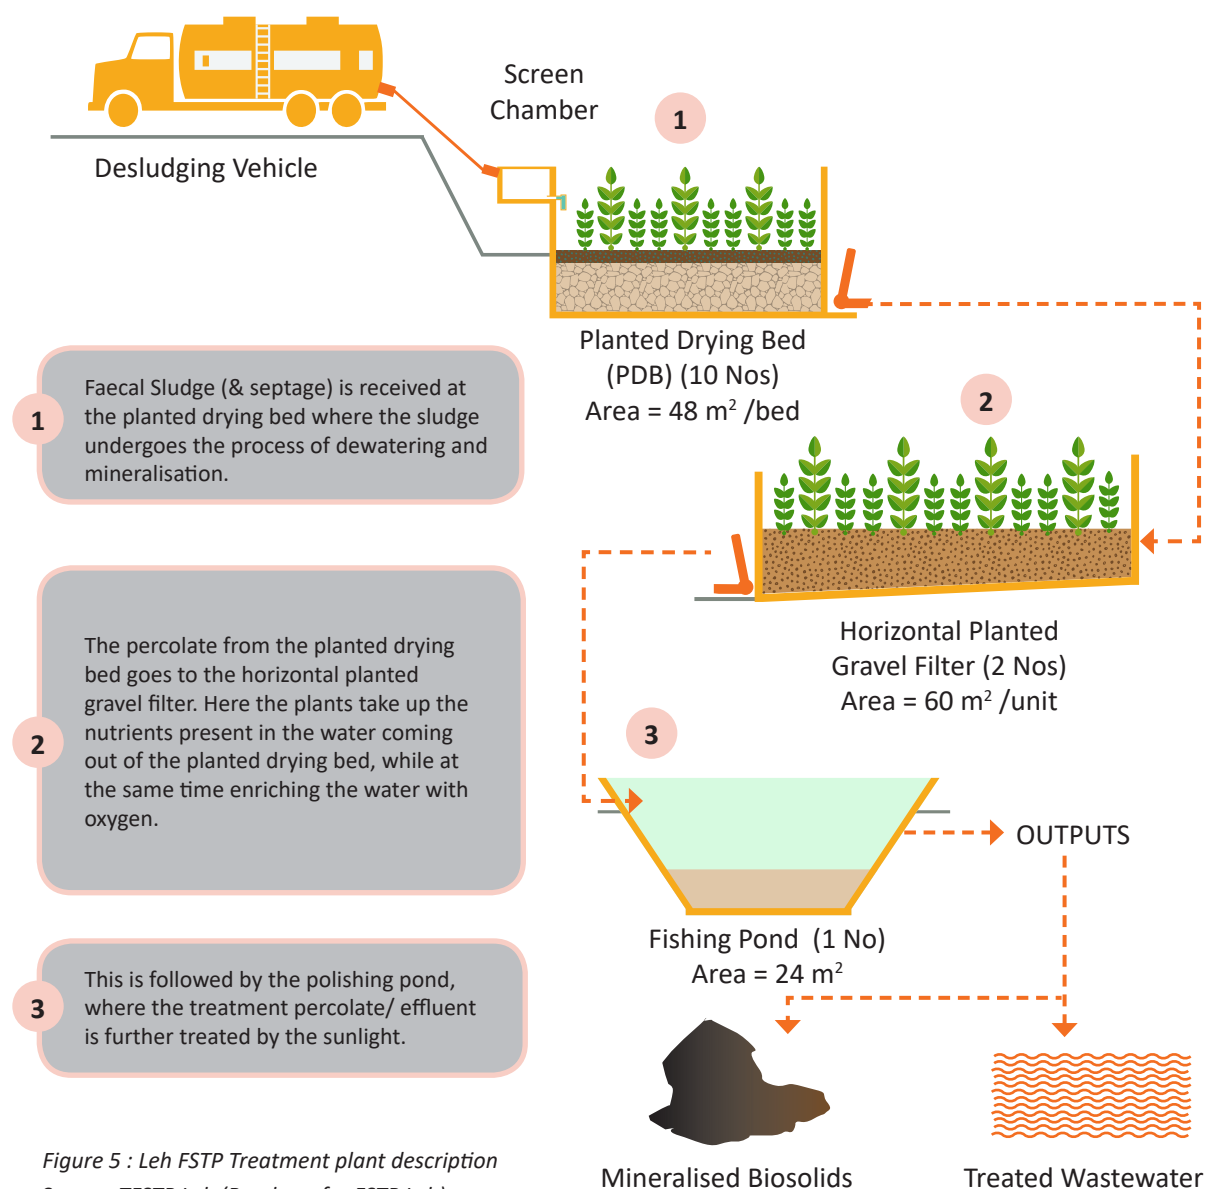 Desludging Vehicle
Screen
Chamber
1
Planted Drying Bed
(PDB) (10 Nos)
Area = 48 m² /bed
1
Faecal Sludge (& septage) is received at
the planted drying bed where the sludge
undergoes the process of dewatering and
mineralisation.
2
Horizontal Planted
Gravel Filter (2 Nos)
Area = 60 m² /unit
2
The percolate from the planted drying
bed goes to the horizontal planted
gravel filter. Here the plants take up the
nutrients present in the water coming
out of the planted drying bed, while at
the same time enriching the water with
oxygen.
3
Fishing Pond (1 No)
Area = 24 m²
OUTPUTS
3
This is followed by the polishing pond,
where the treatment percolate/ effluent
is further treated by the sunlight.
Mineralised Biosolids
Treated Wastewater
Figure 5 : Leh FSTP Treatment plant description